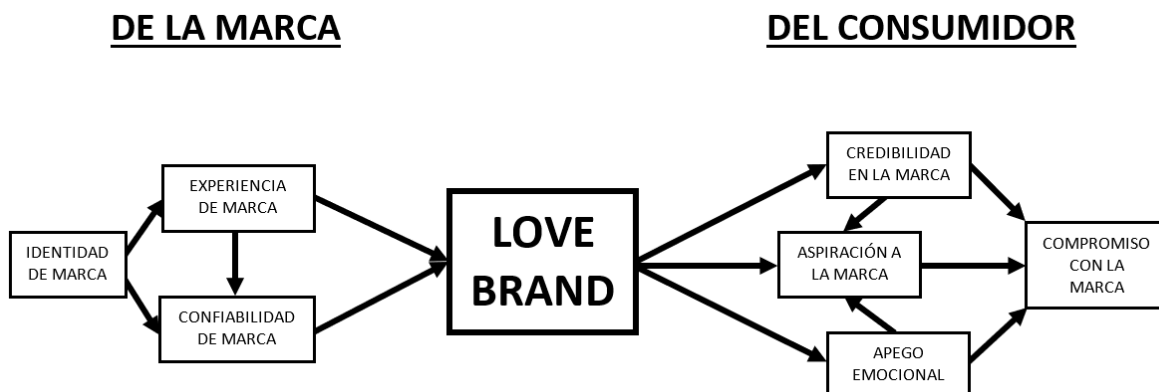 DE LA MARCA
DEL CONSUMIDOR
IDENTIDAD
DE MARCA
EXPERIENCIA
DE MARCA
CONFIABILIDAD
DE MARCA
LOVE
BRAND
CREDIBILIDAD
EN LA MARCA
ASPIRACIÓN A
LA MARCA
APEGO
EMOCIONAL
COMPROMISO
CON LA
MARCA